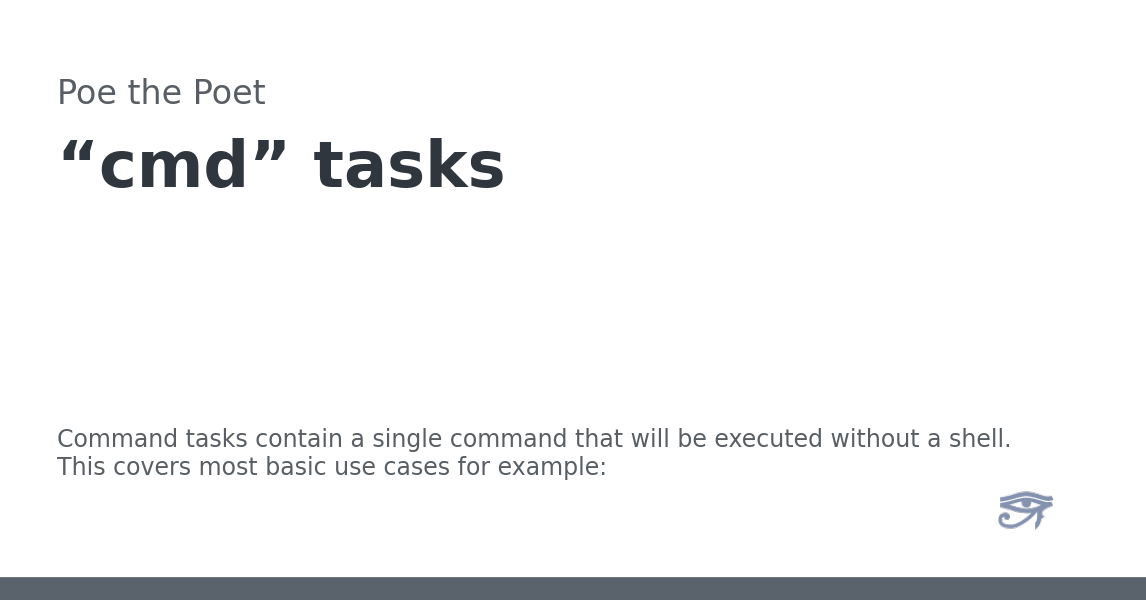 Poe the Poet
“cmd” tasks
Command tasks contain a single command that will be executed without a shell.
This covers most basic use cases for example: